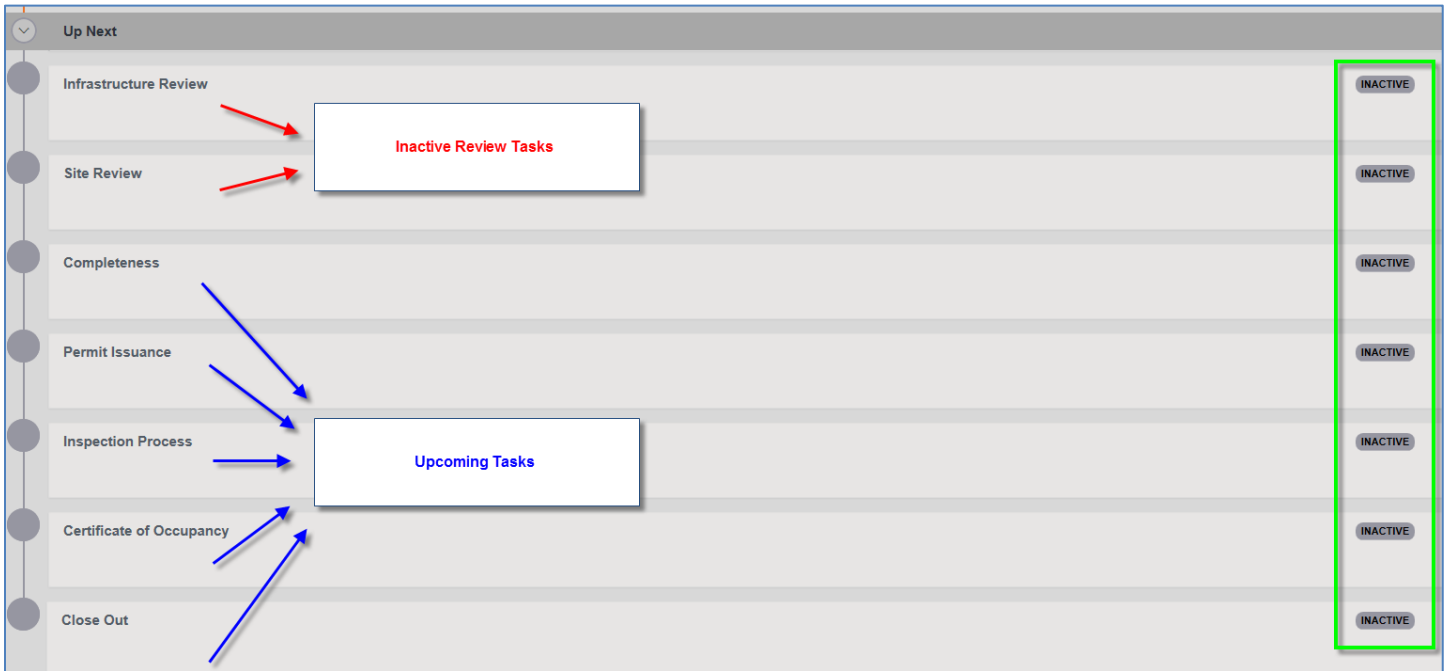 Up Next
Infrastructure Review
INACTIVE
Inactive Review Tasks
Site Review
INACTIVE
Completeness
INACTIVE
Permit Issuance
INACTIVE
Inspection Process
INACTIVE
Upcoming Tasks
Certificate of Occupancy
INACTIVE
Close Out
INACTIVE